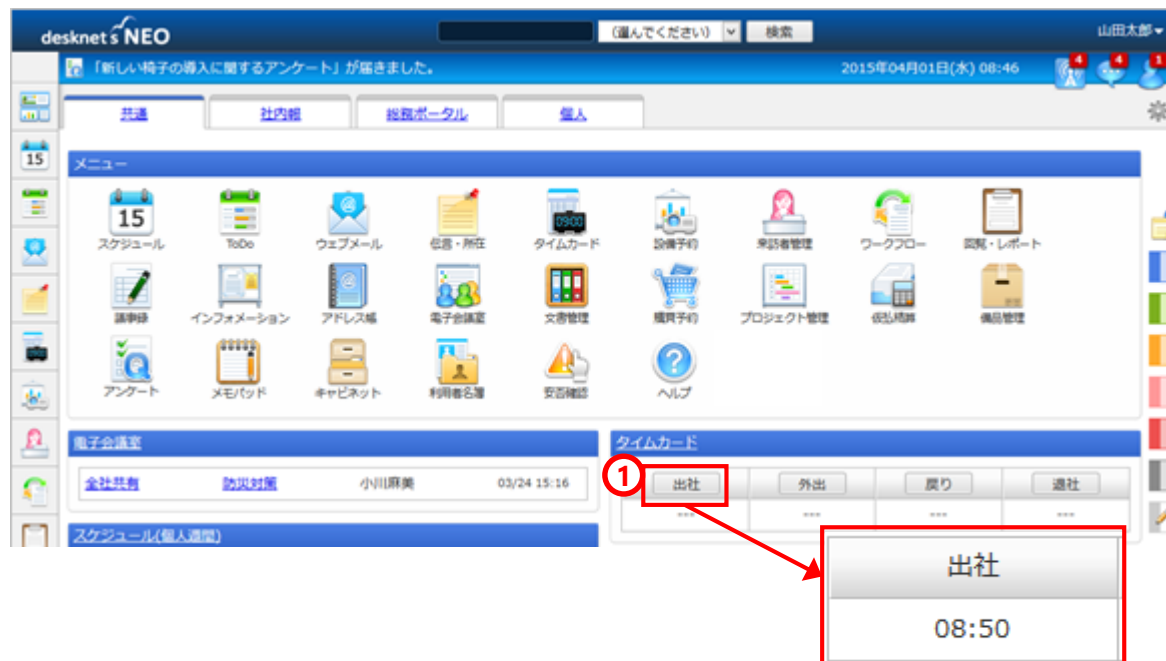 desknet's NEO
(選んでください)
検索
山田太郎
「新しい椅子の導入に関するアンケート」が届きました。
2015年04月01日(水) 08:46
4
4
1
共通
社内報
総務ポータル
個人
15
メニュー
15
09:00
スケジュール
ToDo
ウェブメール
伝言・所在
タイムカード
設備予約
来訪者管理
ワークフロー
回覧・レポート
議事録
インフォメーション
アドレス帳
電子会議室
文書管理
購買予約
プロジェクト管理
仮払精算
備品管理
アンケート
メモパッド
キャビネット
利用者名簿
安否確認
ヘルプ
電子会議室
全社共有
防災対策
小川麻美
03/24 15:16
スケジュール(個人週間)
タイムカード
1
出社
外出
戻り
退社
---
---
---
---
出社
08:50